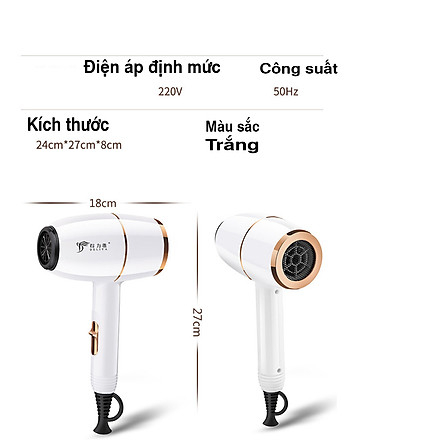 Điện áp định mức
Công suất
220V
50Hz
Kích thước
Màu sắc
24cm*27cm*8cm
Trắng
18cm
27cm